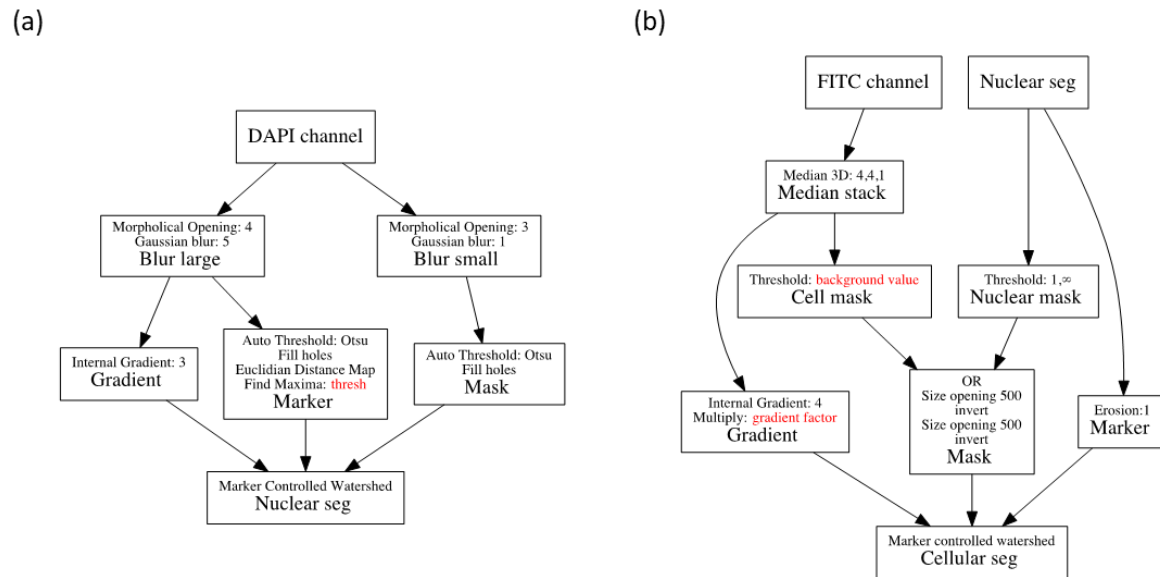 (a)
DAPI channel
Morpholical Opening: 4
Gaussian blur: 5
Blur large
Morpholical Opening: 3
Gaussian blur: 1
Blur small
Internal Gradient: 3
Gradient
Auto Threshold: Otsu
Fill holes
Euclidian Distance Map
Find Maxima: thresh
Marker
Auto Threshold: Otsu
Fill holes
Mask
Marker Controlled Watershed
Nuclear seg
(b)
FITC channel
Nuclear seg
Median 3D: 4,4,1
Median stack
Threshold: background value
Cell mask
Threshold: 1,∞
Nuclear mask
Internal Gradient: 4
Multiply: gradient factor
Gradient
OR
Size opening 500
invert
Size opening 500
invert
Mask
Erosion:1
Marker
Marker controlled watershed
Cellular seg